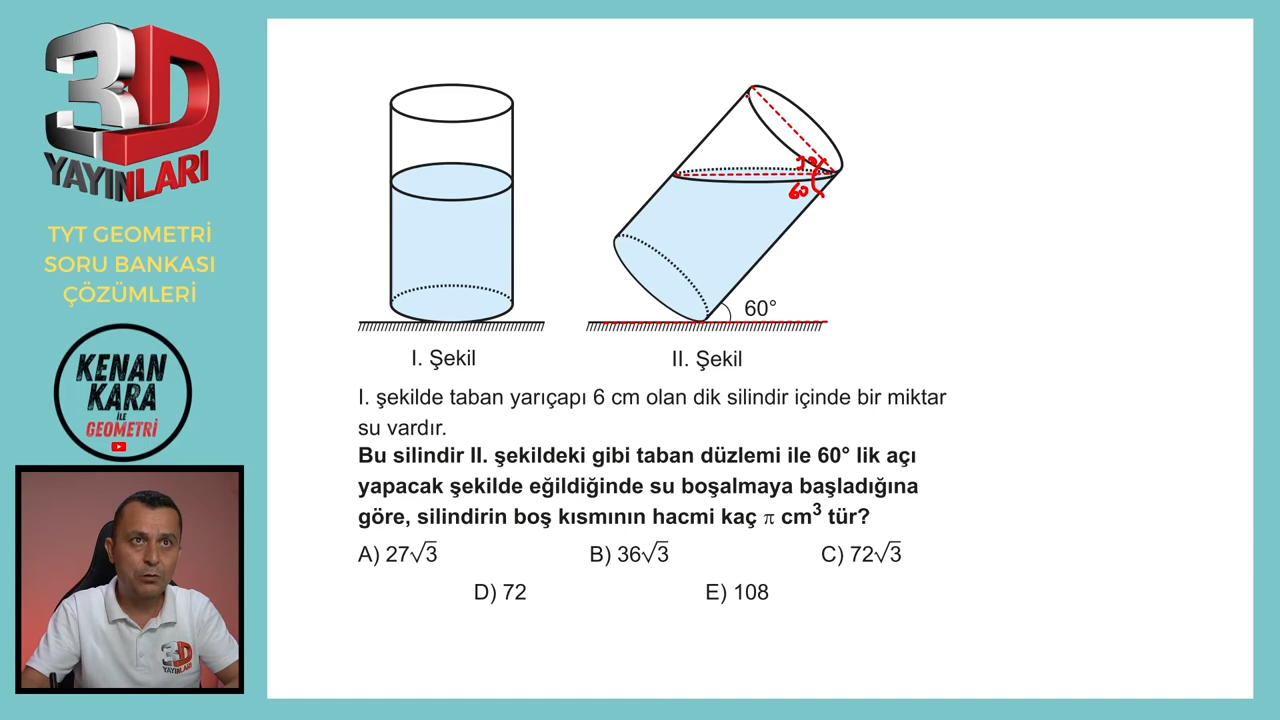 3D
YAYINLARI
TYT GEOMETRİ
SORU BANKASI
ÇÖZÜMLERİ
KENAN
KARA
İLE
GEOMETRİ
3D
YAYINLARI
60
60°
I. Şekil
II. Şekil
I. şekilde taban yarıçapı 6 cm olan dik silindir içinde bir miktar
su vardır.
Bu silindir II. şekildeki gibi taban düzlemi ile 60° lik açı
yapacak şekilde eğildiğinde su boşalmaya başladığına
göre, silindirin boş kısmının hacmi kaç π cm³ tür?
A) 27√3 B) 36√3 C) 72√3
D) 72 E) 108